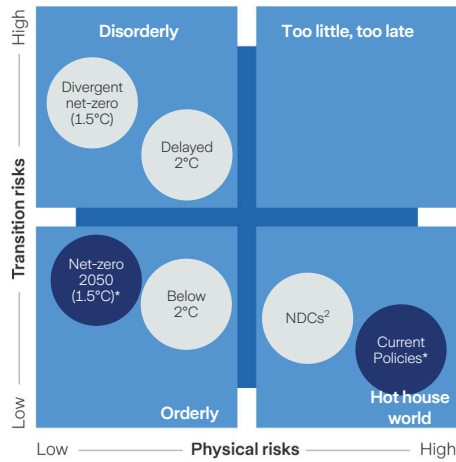 High
Transition risks
Low
Disorderly
Divergent
net-zero
(1.5°C)
Delayed
2°C
Too little, too late
Net-zero
2050
(1.5°C)*
Below
2°C
Orderly
NDCs²
Current
Policies*
Hot house
world
Low
Physical risks
High